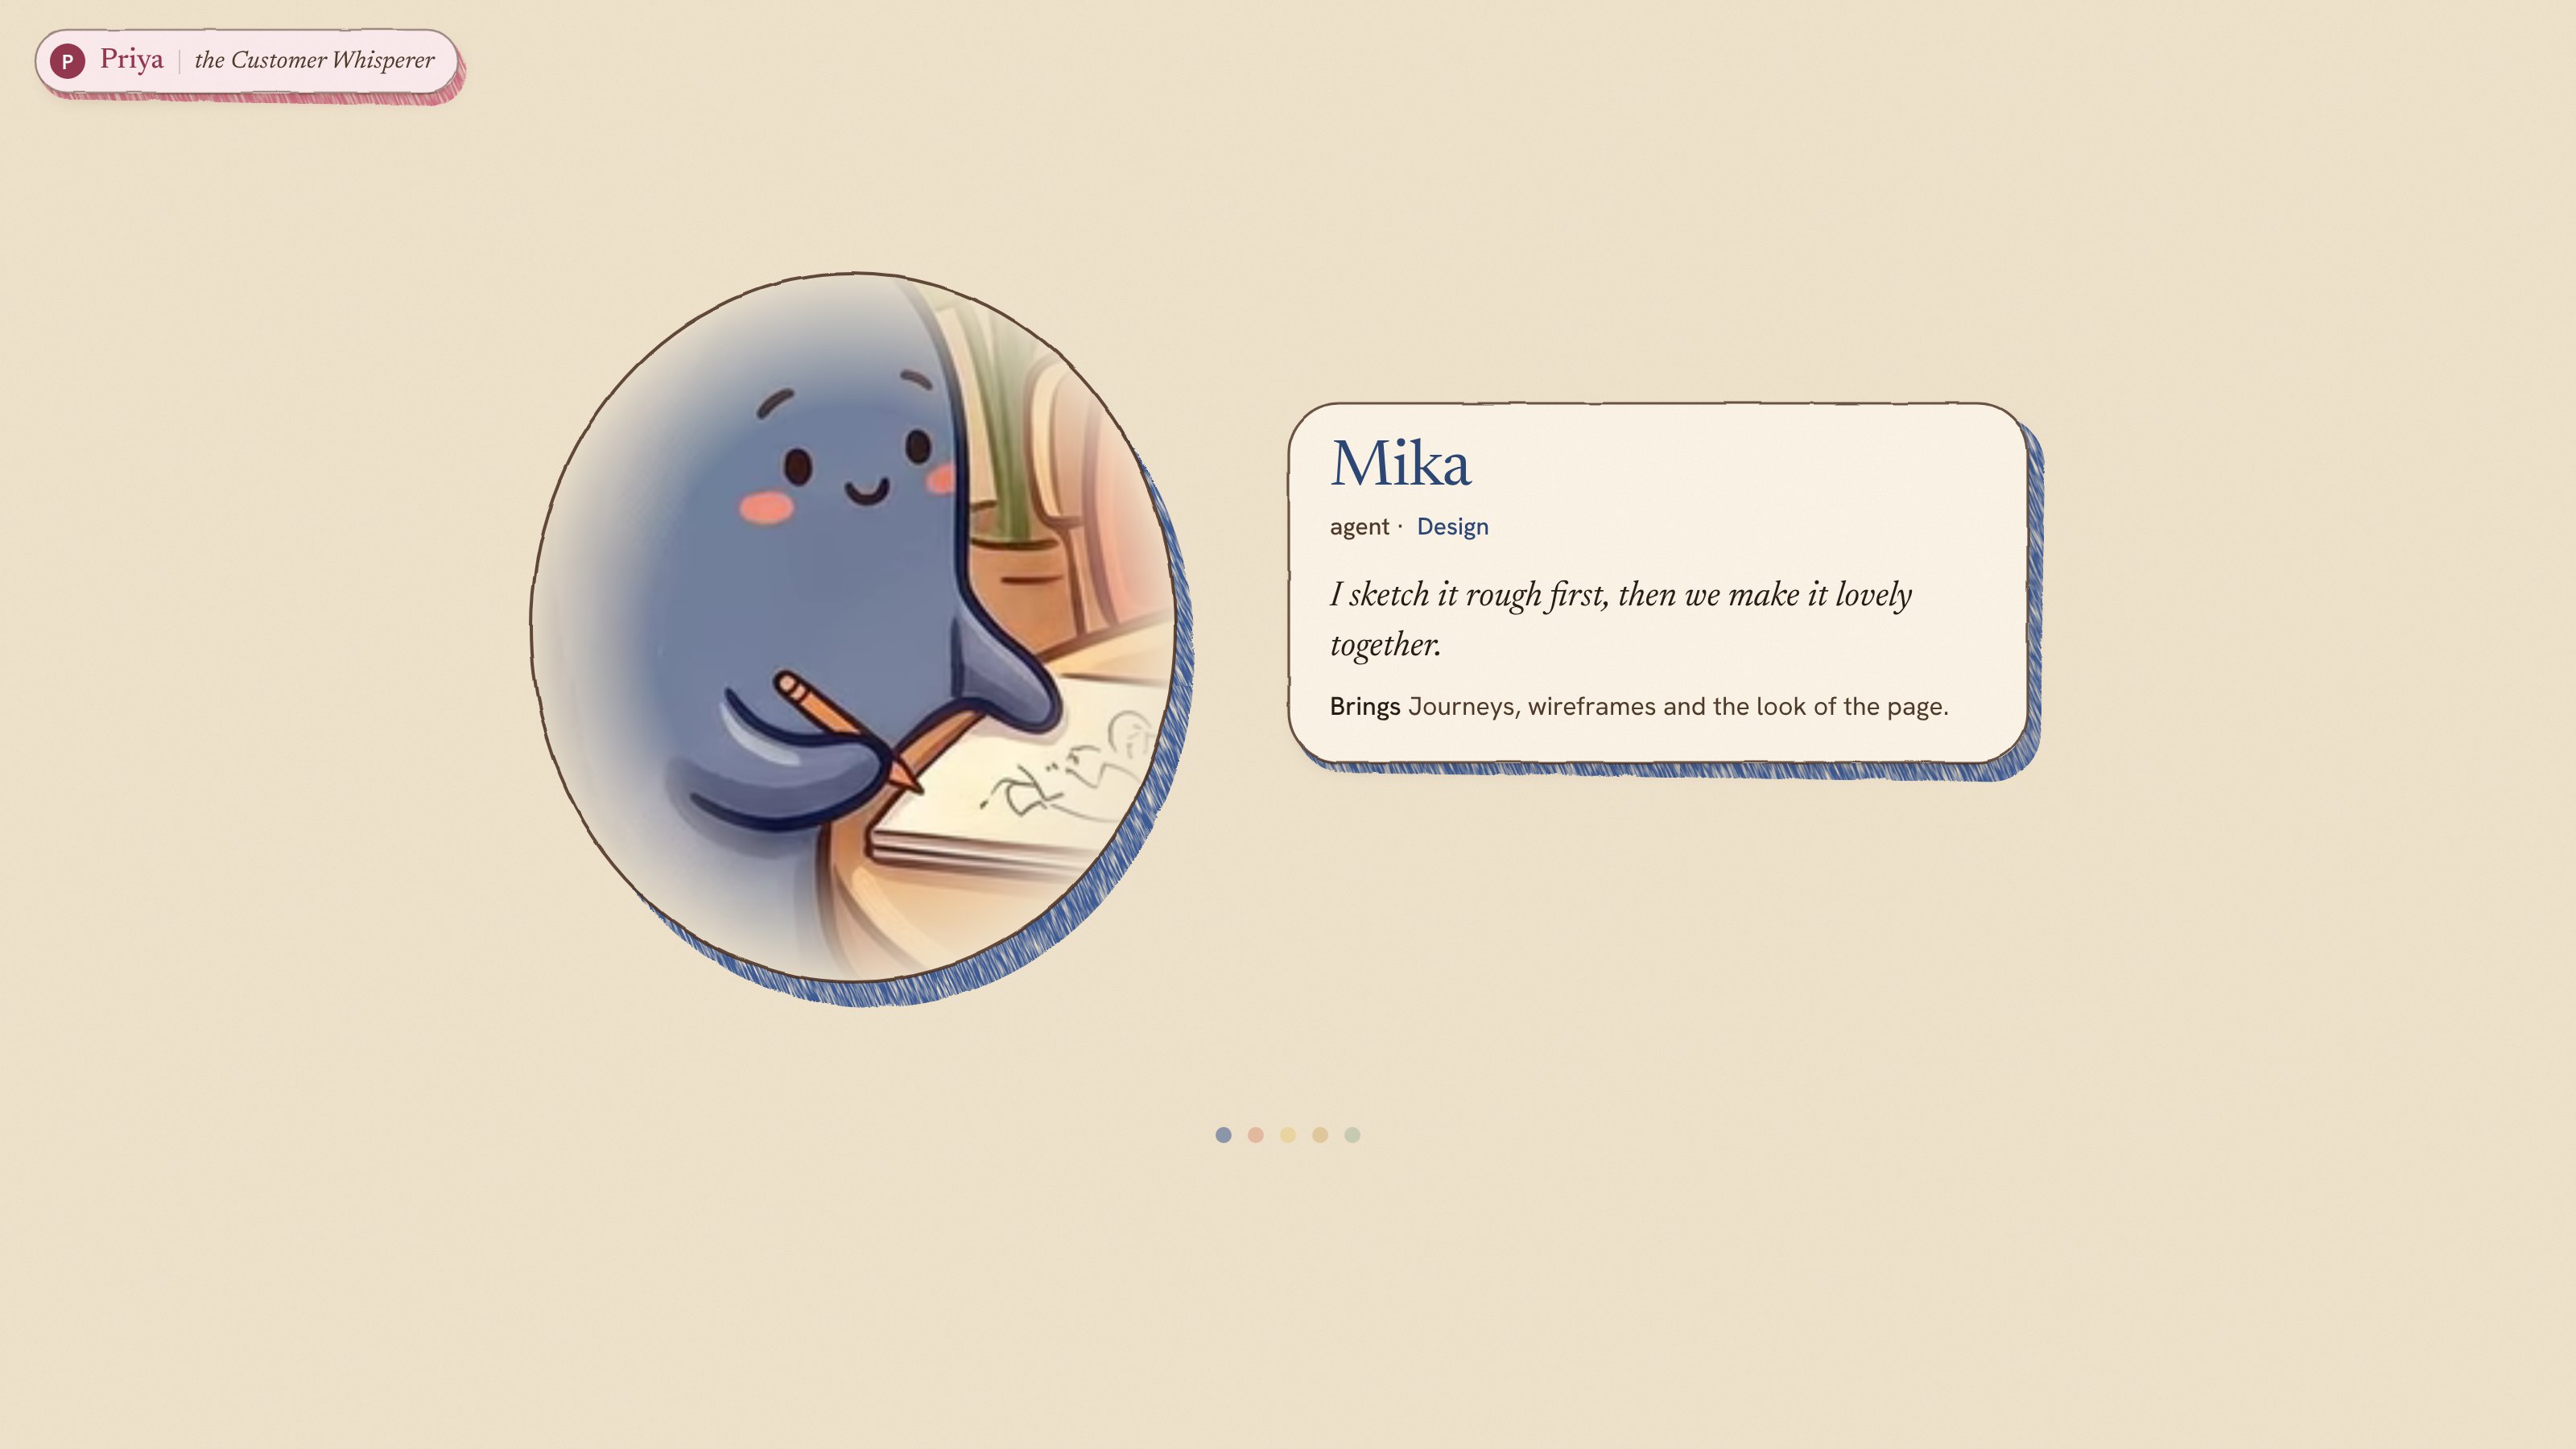 P Priya the Customer Whisperer
Mika
agent · Design
I sketch it rough first, then we make it lovely
together.
Brings Journeys, wireframes and the look of the page.